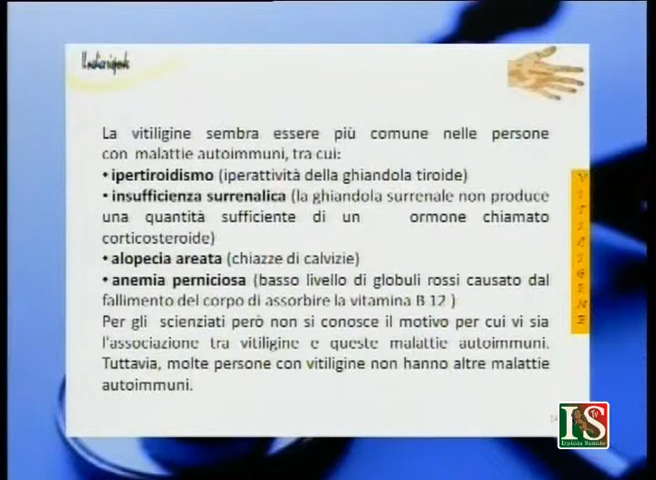 La vitiligine sembra essere più comune nelle persone
con malattie autoimmuni, tra cui:
• ipertiroidismo (iperattività della ghiandola tiroide)
• insufficienza surrenalica (la ghiandola surrenale non produce
una quantità sufficiente di un ormone chiamato
corticosteroide)
• alopecia areata (chiazze di calvizie)
• anemia perniciosa (basso livello di globuli rossi causato dal
fallimento del corpo di assorbire la vitamina B 12 )
Per gli scienziati però non si conosce il motivo per cui vi sia
l'associazione tra vitiligine e queste malattie autoimmuni.
Tuttavia, molte persone con vitiligine non hanno altre malattie
autoimmuni.
VITILIGINE
14
IS TV